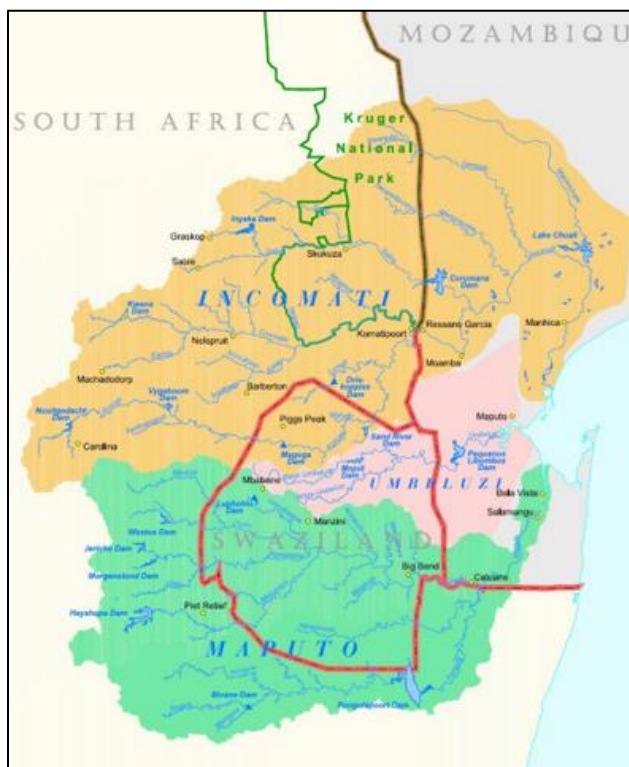 MOZAMBIQU
SOUTH AFRICA
Kruger
National
Park
Inyaka Dam
Graskop
Sabie
Skukuza
Lake Chuali
Corumana
Dam
INCOMATI
Kwena
Dam
Nelspruit
Komatipoort
Ressano Garcia
Manhica
Moamba
Machadodorp
Vygeboom
Dam
Barberton
Drie-
koppies
Dam
Nooitgedacht
Dam
Piggs Peak
Maputo
Carolina
Maguga
Dam
Sand River
Dam
Pequenos
Libombos
Dam
Mnjoli
Dam
UMBELUZI
Mbabane
Luphohlo
Dam
Manzini
Bela Vista
Salamanga
Westoe Dam
SWAZILAND
Jericho Dam
Morgenstond Dam
Big Bend
Catuane
Heyshope Dam
Piet Retief
MAPUTO
Bivane Dam
Pongolapoort Dam